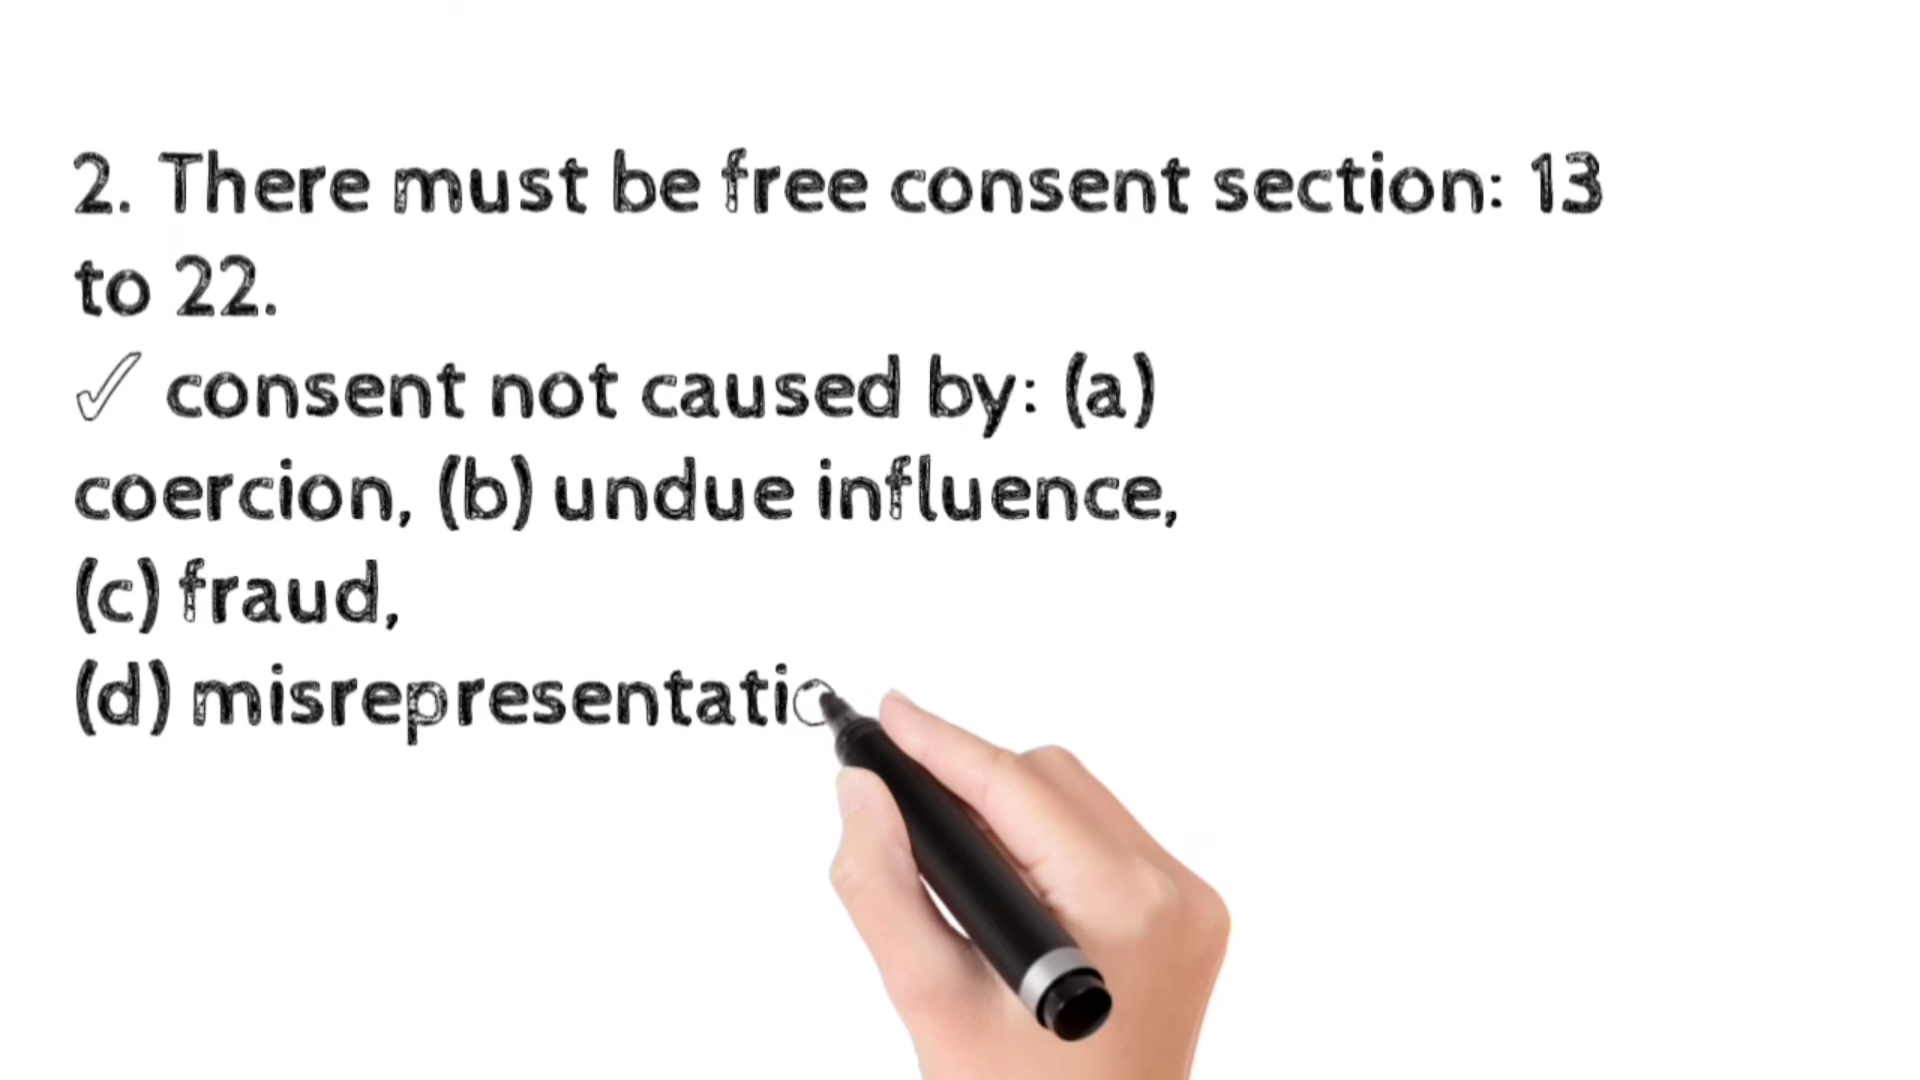 2. There must be free consent section: 13
to 22.
✓ consent not caused by: (a)
coercion, (b) undue influence,
(c) fraud,
(d) misrepresentatio